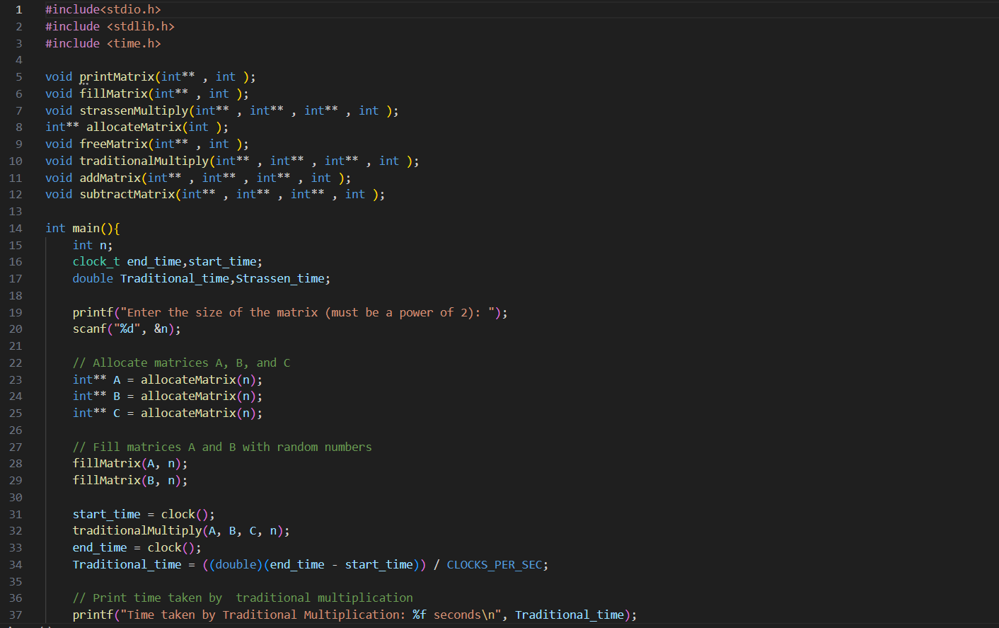 1 #include<stdio.h>
2 #include <stdlib.h>
3 #include <time.h>
4
5 void printMatrix(int** , int );
6 void fillMatrix(int** , int );
7 void strassenMultiply(int** , int** , int** , int );
8 int** allocateMatrix(int );
9 void freeMatrix(int** , int );
10 void traditionalMultiply(int** , int** , int** , int );
11 void addMatrix(int** , int** , int** , int );
12 void subtractMatrix(int** , int** , int** , int );
13
14 int main(){
15     int n;
16     clock_t end_time,start_time;
17     double Traditional_time,Strassen_time;
18
19     printf("Enter the size of the matrix (must be a power of 2): ");
20     scanf("%d", &n);
21
22     // Allocate matrices A, B, and C
23     int** A = allocateMatrix(n);
24     int** B = allocateMatrix(n);
25     int** C = allocateMatrix(n);
26
27     // Fill matrices A and B with random numbers
28     fillMatrix(A, n);
29     fillMatrix(B, n);
30
31     start_time = clock();
32     traditionalMultiply(A, B, C, n);
33     end_time = clock();
34     Traditional_time = ((double)(end_time - start_time)) / CLOCKS_PER_SEC;
35
36     // Print time taken by  traditional multiplication
37     printf("Time taken by Traditional Multiplication: %f seconds\n", Traditional_time);